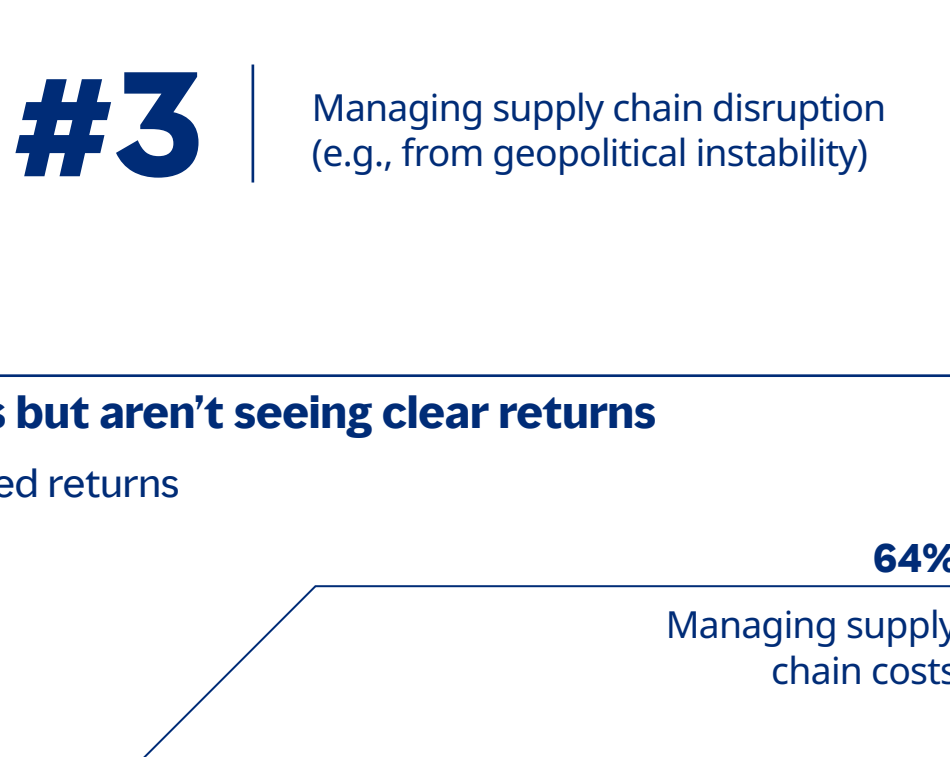 #3
Managing supply chain disruption
(e.g., from geopolitical instability)
but aren’t seeing clear returns
returns
64%
Managing supply
chain costs